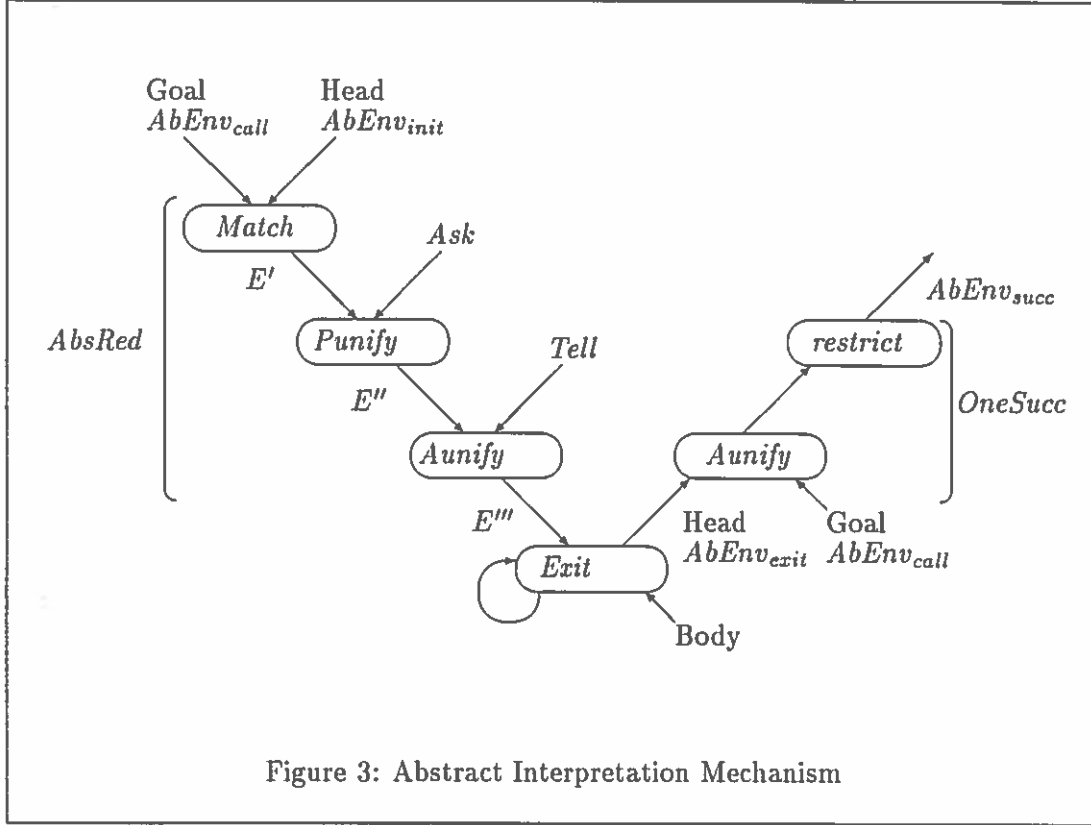 Goal Head
AbEnv_call AbEnv_init
Match
Ask
E′
AbEnv_succ
AbsRed
Punify
restrict
Tell
E″
OneSucc
Aunify
Aunify
E‴
Head Goal
AbEnv_exit AbEnv_call
Exit
Body
Figure 3: Abstract Interpretation Mechanism